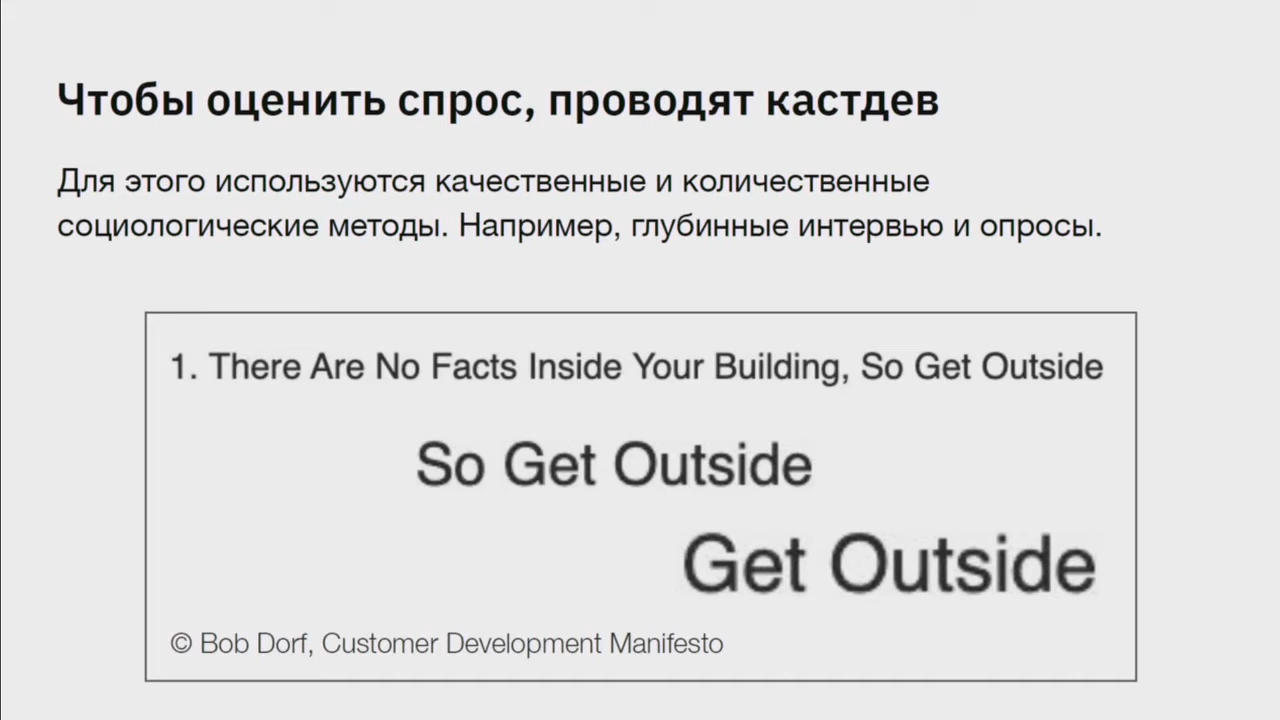 Чтобы оценить спрос, проводят кастдев
Для этого используются качественные и количественные
социологические методы. Например, глубинные интервью и опросы.
1. There Are No Facts Inside Your Building, So Get Outside
So Get Outside
Get Outside
© Bob Dorf, Customer Development Manifesto